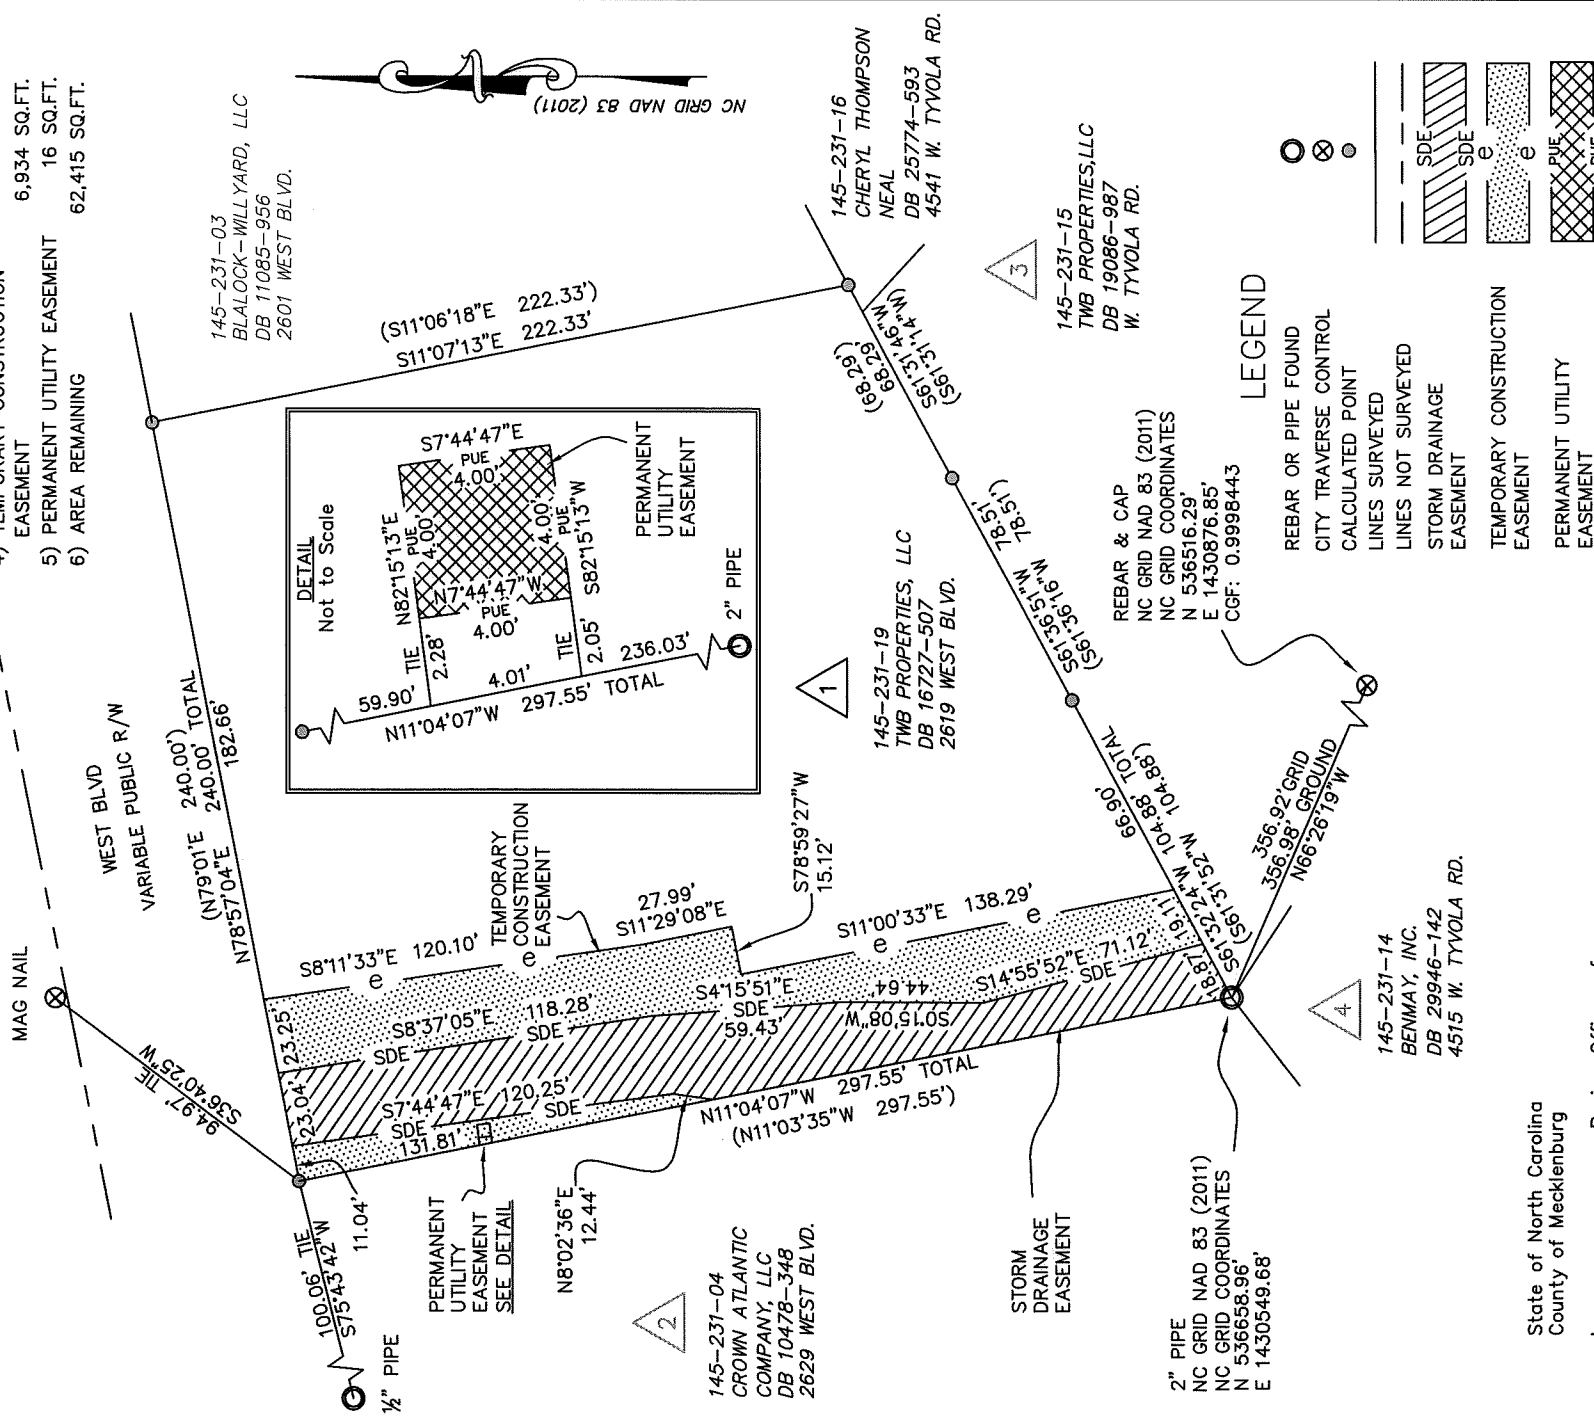 4) TEMPORARY CONSTRUCTION
EASEMENT 6,934 SQ.FT.
5) PERMANENT UTILITY EASEMENT 16 SQ.FT.
6) AREA REMAINING 62,415 SQ.FT.
NC GRID NAD 83 (2011)
MAG NAIL
WEST BLVD
VARIABLE PUBLIC R/W
94.97' TIE
S36°40'25"W
(N79°01'E 240.00')
N78°57'04"E 240.00' TOTAL
182.66'
145-231-03
BLALOCK-WILLYARD, LLC
DB 11085-956
2601 WEST BLVD.
(S11°06'18"E 222.33')
S11°07'13"E 222.33'
DETAIL
Not to Scale
59.90'
TIE
2.28'
N82°15'13"E
PUE
4.00'
S7°44'47"E
PUE
4.00'
N7°44'47"W
PUE
4.00'
4.00'
PUE
S82°15'13"W
4.01'
TIE
2.05'
236.03'
N11°04'07"W 297.55' TOTAL
2" PIPE
PERMANENT
UTILITY
EASEMENT
100.06' TIE
S75°43'42"W
½" PIPE
11.04'
23.04'
23.25'
S8°11'33"E 120.10'
e
TEMPORARY
CONSTRUCTION
EASEMENT
e
27.99'
S11°29'08"E
S78°59'27"W
15.12'
S8°37'05"E 118.28'
SDE
SDE
S7°44'47"E 120.25'
SDE
SDE
131.81'
S4°15'51"E
SDE
59.43'
S0°15'08"W
44.64'
S11°00'33"E 138.29'
e
e
S14°55'52"E 71.12'
SDE
N11°04'07"W 297.55' TOTAL
(N11°03'35"W 297.55')
PERMANENT
UTILITY
EASEMENT
SEE DETAIL
N8°02'36"E
12.44'
1
145-231-19
TWB PROPERTIES, LLC
DB 16727-507
2619 WEST BLVD.
2
145-231-04
CROWN ATLANTIC
COMPANY, LLC
DB 10478-348
2629 WEST BLVD.
STORM
DRAINAGE
EASEMENT
145-231-16
CHERYL THOMPSON
NEAL
DB 25774-593
4541 W. TYVOLA RD.
3
145-231-15
TWB PROPERTIES,LLC
DB 19086-987
W. TYVOLA RD.
(68.29')
68.29'
S61°31'46"W
(S61°31'14"W)
78.51'
78.51')
S61°36'51"W
(S61°36'16"W
66.90'
19.11'
18.87'
S61°32'24"W 104.88' TOTAL
(S61°31'52"W 104.88')
356.92'GRID
356.98' GROUND
N66°26'19"W
REBAR & CAP
NC GRID NAD 83 (2011)
NC GRID COORDINATES
N 536516.29'
E 1430876.85'
CGF: 0.9998443
2" PIPE
NC GRID NAD 83 (2011)
NC GRID COORDINATES
N 536658.96'
E 1430549.68'
4
145-231-14
BENMAY, INC.
DB 29946-142
4515 W. TYVOLA RD.
LEGEND
REBAR OR PIPE FOUND
CITY TRAVERSE CONTROL
CALCULATED POINT
LINES SURVEYED
LINES NOT SURVEYED
STORM DRAINAGE
EASEMENT
SDE
SDE
TEMPORARY CONSTRUCTION
EASEMENT
e
e
PERMANENT UTILITY
EASEMENT
PUE
PUE
State of North Carolina
County of Mecklenburg